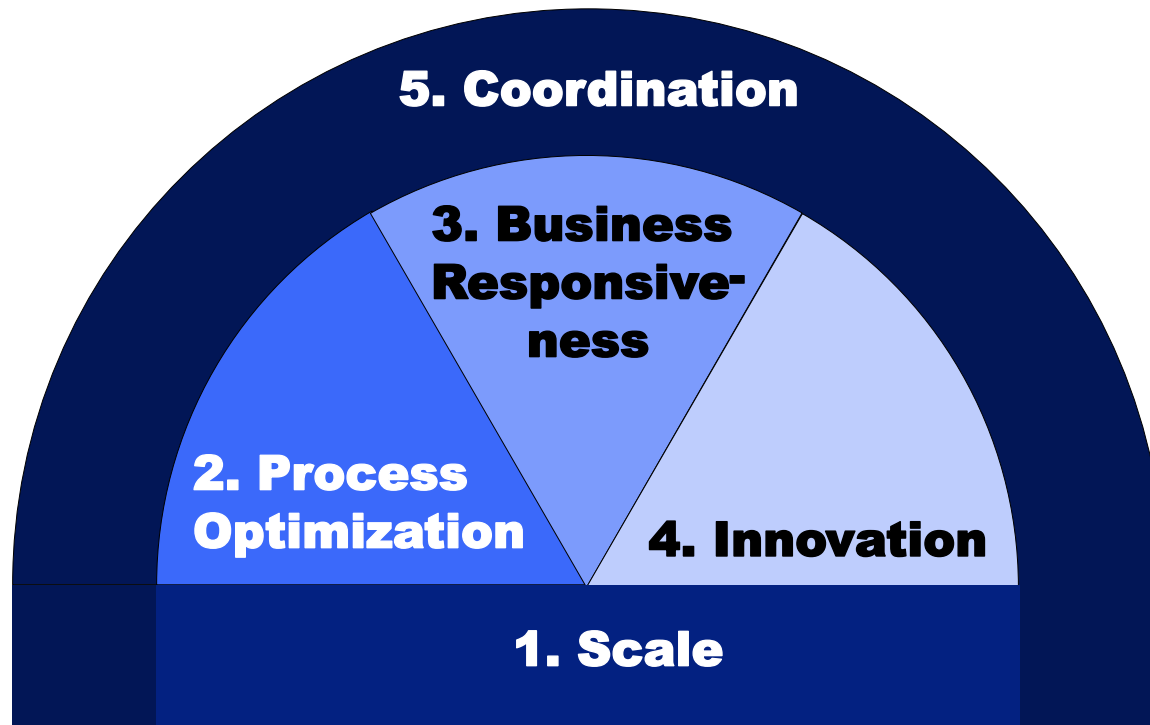 5. Coordination
3. Business
Responsive-
ness
2. Process
Optimization
4. Innovation
1. Scale